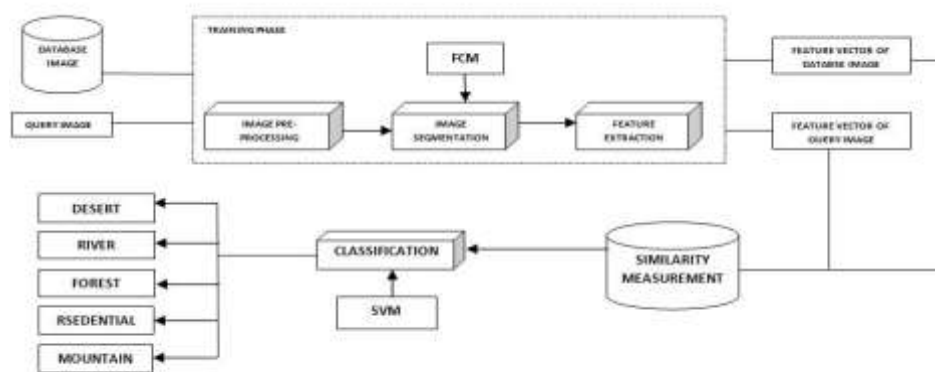 TRAINING PHASE
DATABASE
IMAGE
FCM
FEATURE VECTOR OF
DATABSE IMAGE
QUERY IMAGE
IMAGE PRE-
PROCESSING
IMAGE
SEGMENTATION
FEATURE
EXTRACTION
FEATURE VECTOR OF
QUERY IMAGE
DESERT
RIVER
FOREST
RSEDENTIAL
MOUNTAIN
CLASSIFICATION
SVM
SIMILARITY
MEASUREMENT